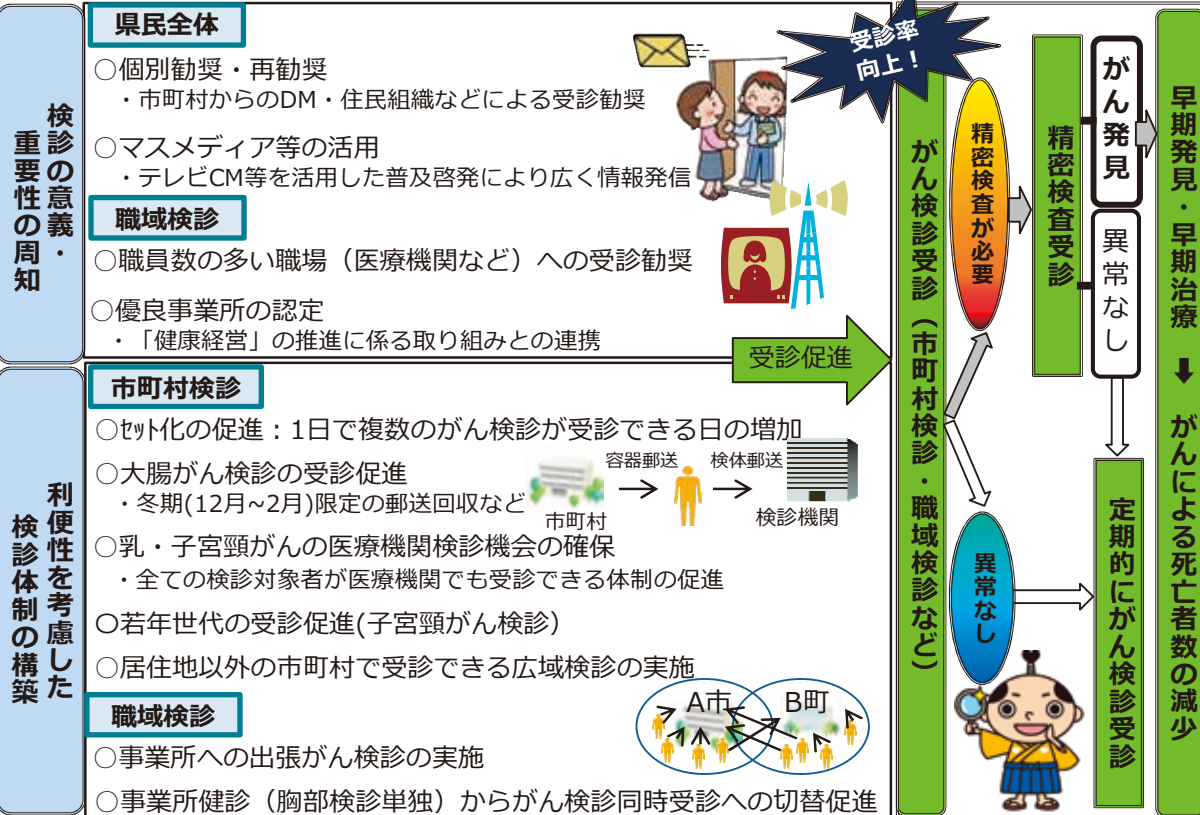 検診の意義・
重要性の周知
県民全体
○個別勧奨・再勧奨
・市町村からのDM・住民組織などによる受診勧奨
○マスメディア等の活用
・テレビCM等を活用した普及啓発により広く情報発信
職域検診
○職員数の多い職場（医療機関など）への受診勧奨
○優良事業所の認定
・「健康経営」の推進に係る取り組みとの連携
利便性を考慮した
検診体制の構築
市町村検診
○ｾｯﾄ化の促進：1日で複数のがん検診が受診できる日の増加
○大腸がん検診の受診促進
・冬期(12月~2月)限定の郵送回収など
市町村
容器郵送
検体郵送
検診機関
○乳・子宮頸がんの医療機関検診機会の確保
・全ての検診対象者が医療機関でも受診できる体制の促進
〇若年世代の受診促進(子宮頸がん検診）
○居住地以外の市町村で受診できる広域検診の実施
A市
B町
職域検診
○事業所への出張がん検診の実施
○事業所健診（胸部検診単独）からがん検診同時受診への切替促進
受診促進
受診率
向上！
がん検診受診（市町村検診・職域検診など）
精密検査が必要
異常なし
精密検査受診
がん発見
異常なし
定期的にがん検診受診
早期発見・早期治療 ➡ がんによる死亡者数の減少